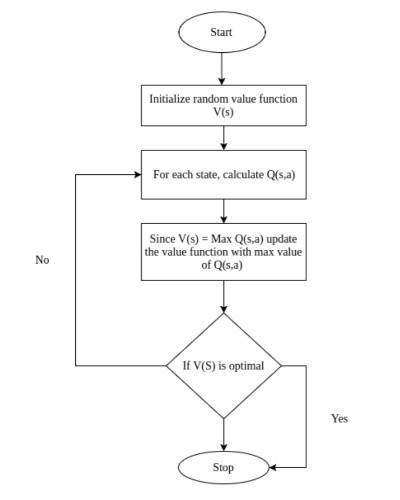 Start
Initialize random value function
V(s)
For each state, calculate Q(s,a)
Since V(s) = Max Q(s,a) update
the value function with max value
of Q(s,a)
No
If V(S) is optimal
Yes
Stop